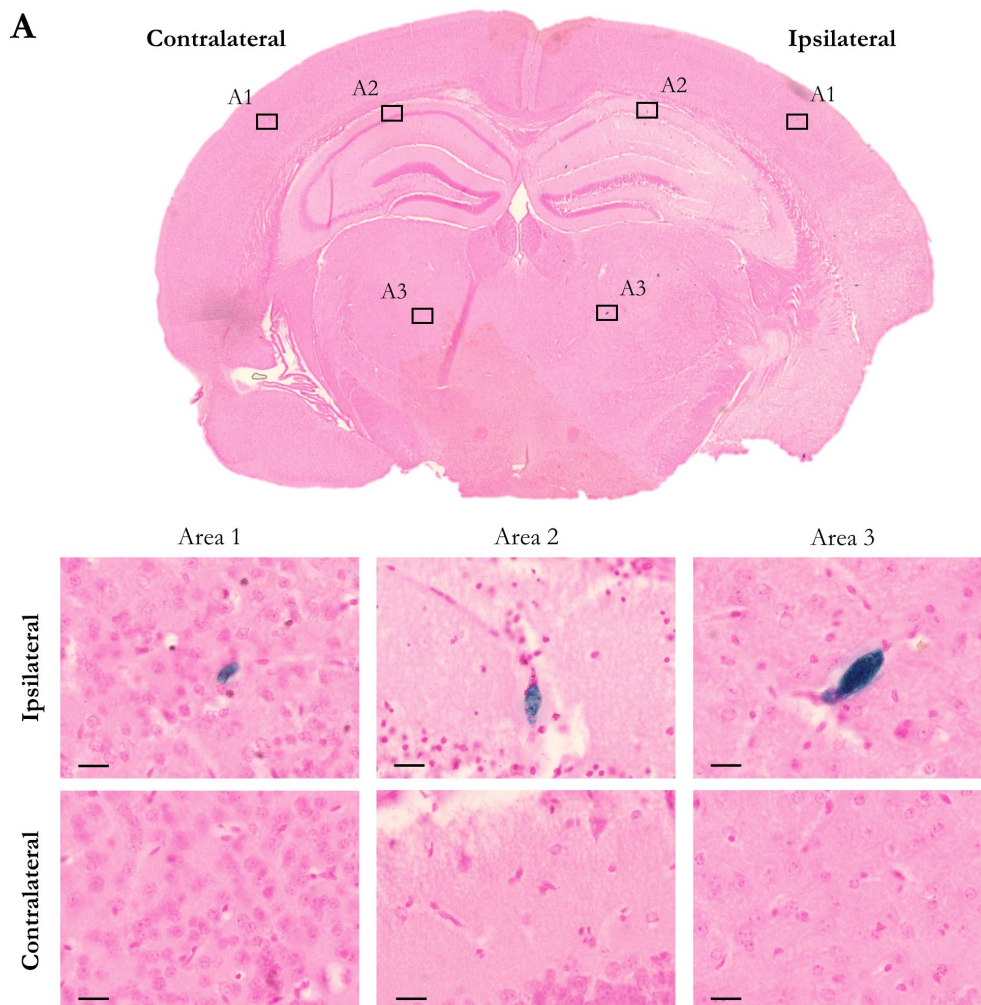 A
Contralateral
Ipsilateral
A1
A2
A2
A1
A3
A3
Area 1
Area 2
Area 3
Ipsilateral
Contralateral